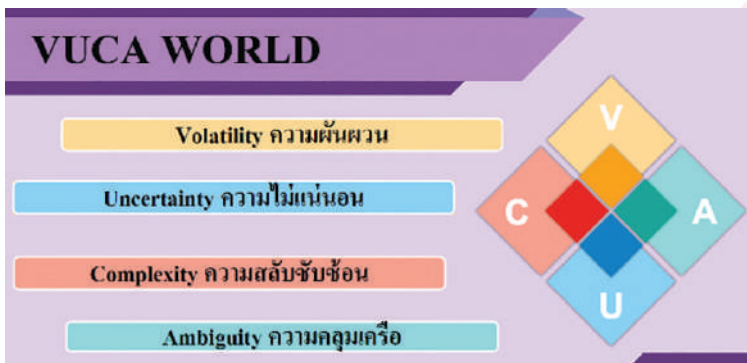 VUCA WORLD
Volatility ความผันผวน
Uncertainty ความไม่แน่นอน
Complexity ความสลับซับซ้อน
Ambiguity ความคลุมเครือ
V
C
A
U